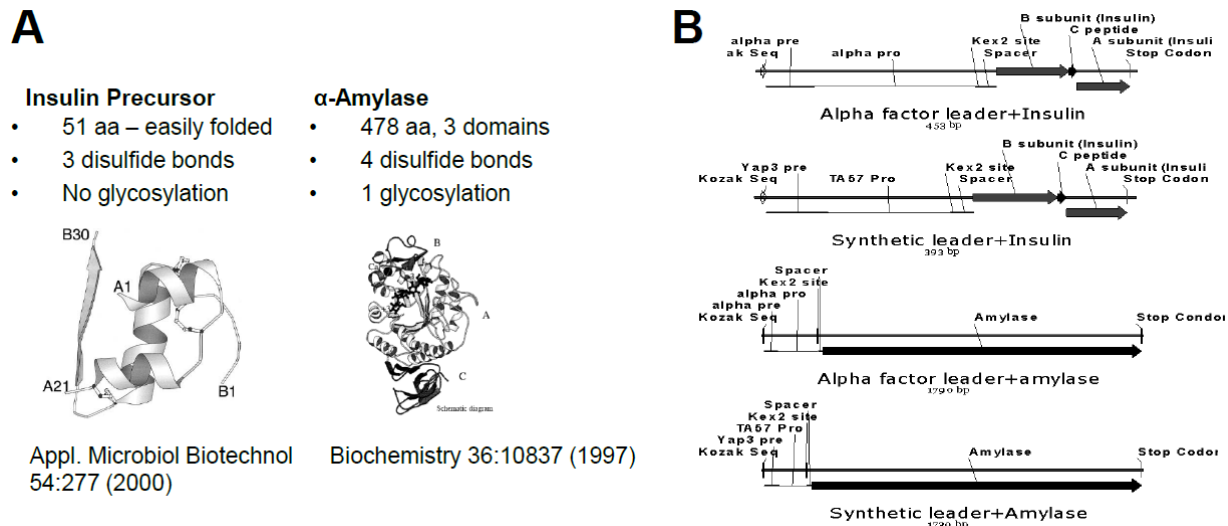 A
Insulin Precursor
• 51 aa – easily folded
• 3 disulfide bonds
• No glycosylation
α-Amylase
• 478 aa, 3 domains
• 4 disulfide bonds
• 1 glycosylation
B30
A1
A21
B1
B
A
C
Schematic diagram
Appl. Microbiol Biotechnol
54:277 (2000)
Biochemistry 36:10837 (1997)
B
B subunit (Insulin)
C peptide
alpha pre
Kex2 site
A subunit (Insuli
ak Seq
alpha pro
Spacer
Stop Codon
Alpha factor leader+Insulin
453 bp
B subunit (Insulin)
C peptide
Yap3 pre
Kex2 site
A subunit (Insuli
Kozak Seq
TA57 Pro
Spacer
Stop Codon
Synthetic leader+Insulin
393 bp
Spacer
Kex2 site
alpha pro
alpha pre
Kozak Seq
Amylase
Stop Condon
Alpha factor leader+amylase
1790 bp
Spacer
Kex2 site
TA57 Pro
Yap3 pre
Kozak Seq
Amylase
Stop Codor
Synthetic leader+Amylase
1730 bp